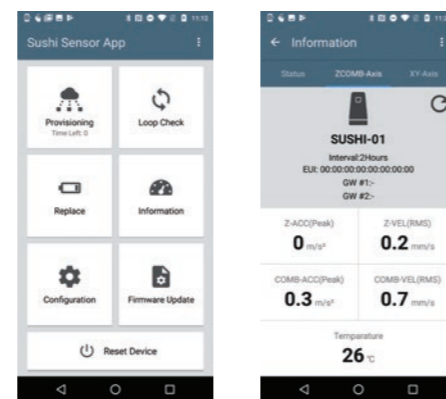 11:10
Sushi Sensor App
Provisioning
Time Left: 0
Loop Check
Replace
Information
Configuration
Firmware Update
Reset Device
Information
Status ZCOMB-Axis XY-Axis
SUSHI-01
Interval:2Hours
EUI: 00:00:00:00:00:00:00:00
GW #1:-
GW #2:-
Z-ACC(Peak) Z-VEL(RMS)
0 m/s² 0.2 mm/s
COMB-ACC(Peak) COMB-VEL(RMS)
0.3 m/s² 0.7 mm/s
Temparature
26 °C